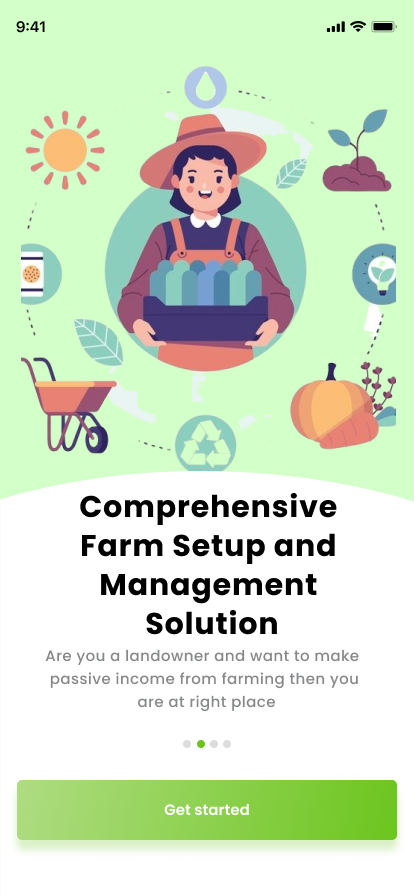 9:41
Comprehensive
Farm Setup and
Management
Solution
Are you a landowner and want to make
passive income from farming then you
are at right place
Get started